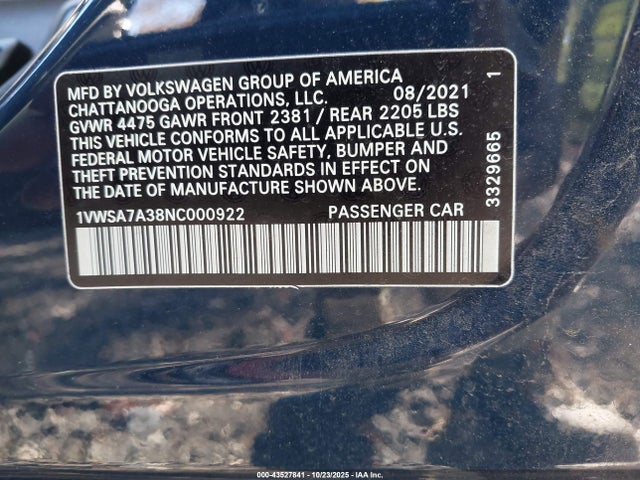 MFD BY VOLKSWAGEN GROUP OF AMERICA
CHATTANOOGA OPERATIONS, LLC. 08/2021
GVWR 4475 GAWR FRONT 2381 / REAR 2205 LBS
THIS VEHICLE CONFORMS TO ALL APPLICABLE U.S.
FEDERAL MOTOR VEHICLE SAFETY, BUMPER AND
THEFT PREVENTION STANDARDS IN EFFECT ON
THE DATE OF MANUFACTURE SHOWN ABOVE.
1VWSA7A38NC000922 PASSENGER CAR
3329665 1
000-43527841 - 10/23/2025 - IAA Inc.